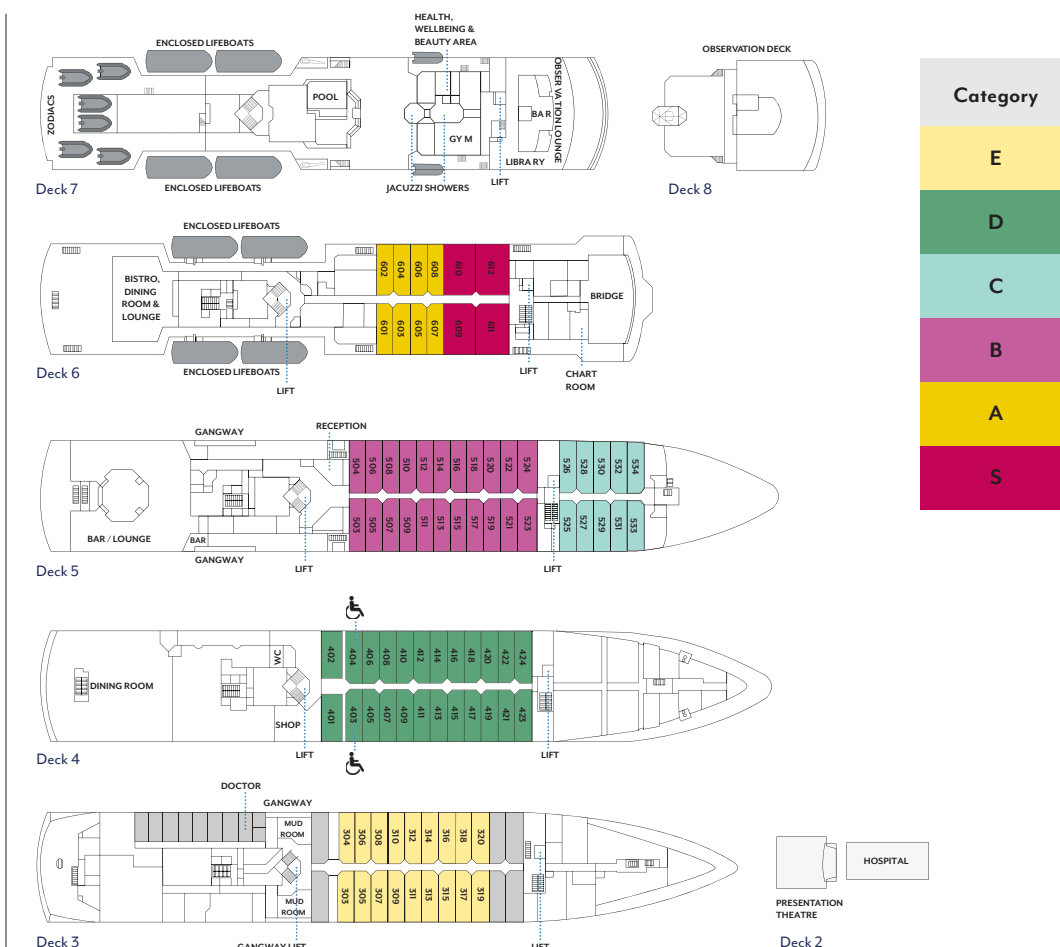 HEALTH,
WELLBEING &
BEAUTY AREA
ENCLOSED LIFEBOATS
ZODIACS
POOL
GYM
BAR
OBSERVATION LOUNGE
LIBRARY
ENCLOSED LIFEBOATS
JACUZZI SHOWERS
LIFT
Deck 7
OBSERVATION DECK
Deck 8
Category
E
D
C
B
A
S
ENCLOSED LIFEBOATS
BISTRO,
DINING
ROOM &
LOUNGE
602 604 606 608 610 612
601 603 605 607 609 611
BRIDGE
ENCLOSED LIFEBOATS
LIFT
LIFT
CHART
ROOM
Deck 6
GANGWAY
RECEPTION
504 506 508 510 512 514 516 518 520 522 524 526 528 530 532 534
503 505 507 509 511 513 515 517 519 521 523 525 527 529 531 533
BAR / LOUNGE
BAR
GANGWAY
LIFT
LIFT
Deck 5
WC
402 404 406 408 410 412 414 416 418 420 422 424
DINING ROOM
401 403 405 407 409 411 413 415 417 419 421 423
SHOP
LIFT
LIFT
Deck 4
DOCTOR
GANGWAY
MUD
ROOM
304 306 308 310 312 314 316 318 320
303 305 307 309 311 313 315 317 319
MUD
ROOM
GANGWAY LIFT
LIFT
Deck 3
HOSPITAL
PRESENTATION
THEATRE
Deck 2